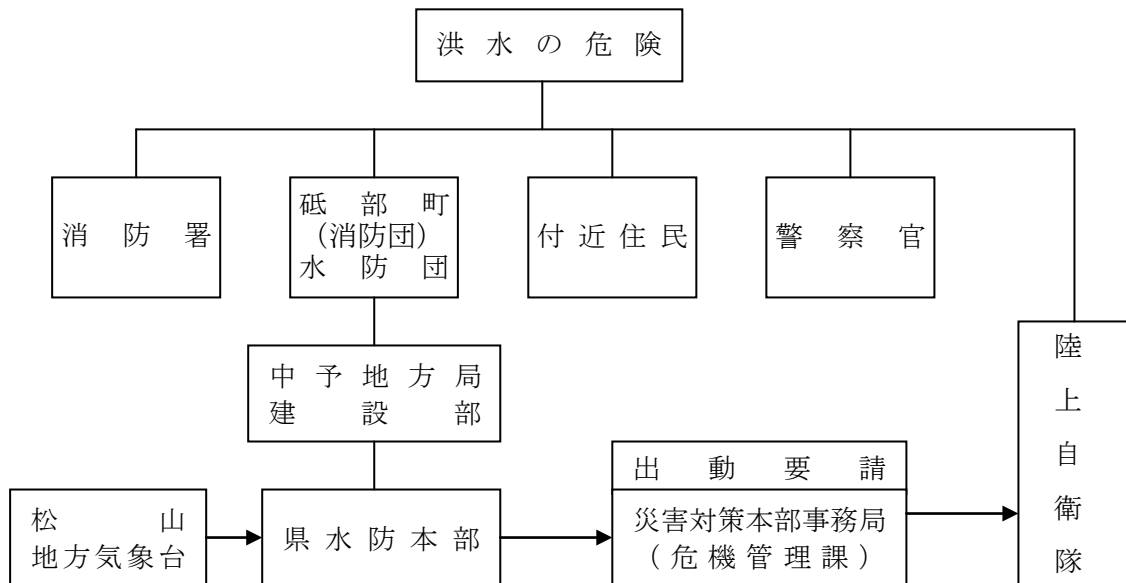 洪水の危険
消防署
砥部町
(消防団)
水防団
付近住民
警察官
中予地方局
建設部
陸上自衛隊
出動要請
松山
地方気象台
県水防本部
災害対策本部事務局
(危機管理課)